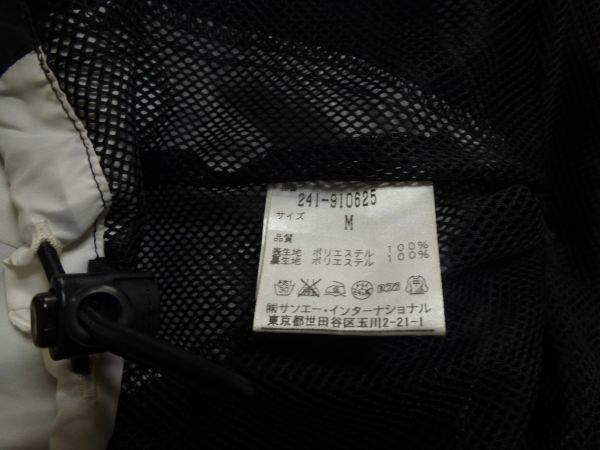 品番
241-910625
サイズ
M
品質
表生地 ポリエステル 100%
裏生地 ポリエステル 100%
㈱サンエー・インターナショナル
東京都世田谷区玉川2-21-1